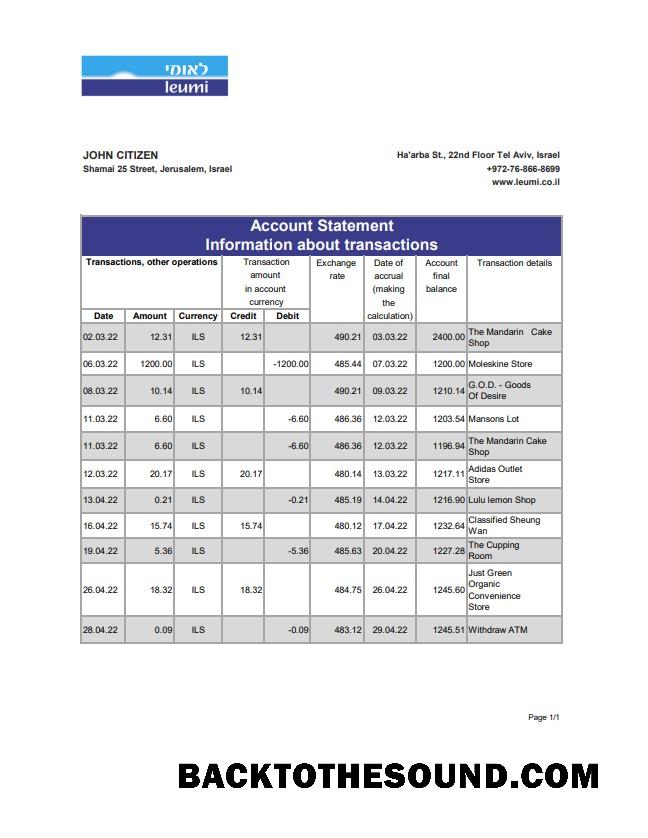 לאומי
leumi
JOHN CITIZEN
Shamai 25 Street, Jerusalem, Israel
Ha'arba St., 22nd Floor Tel Aviv, Israel
+972-76-866-8699
www.leumi.co.il
Account Statement
Information about transactions
Transactions, other operations
Transaction
amount
in account
currency
Exchange
rate
Date of
accrual
(making
the
calculation)
Account
final
balance
Transaction details
Date Amount Currency Credit Debit
02.03.22 12.31 ILS 12.31 490.21 03.03.22 2400.00 The Mandarin Cake
Shop
06.03.22 1200.00 ILS -1200.00 485.44 07.03.22 1200.00 Moleskine Store
08.03.22 10.14 ILS 10.14 490.21 09.03.22 1210.14 G.O.D. - Goods
Of Desire
11.03.22 6.60 ILS -6.60 486.36 12.03.22 1203.54 Mansons Lot
11.03.22 6.60 ILS -6.60 486.36 12.03.22 1196.94 The Mandarin Cake
Shop
12.03.22 20.17 ILS 20.17 480.14 13.03.22 1217.11 Adidas Outlet
Store
13.04.22 0.21 ILS -0.21 485.19 14.04.22 1216.90 Lulu lemon Shop
16.04.22 15.74 ILS 15.74 480.12 17.04.22 1232.64 Classified Sheung
Wan
19.04.22 5.36 ILS -5.36 485.63 20.04.22 1227.28 The Cupping
Room
26.04.22 18.32 ILS 18.32 484.75 26.04.22 1245.60 Just Green
Organic
Convenience
Store
28.04.22 0.09 ILS -0.09 483.12 29.04.22 1245.51 Withdraw ATM
Page 1/1
BACKTOTHESOUND.COM